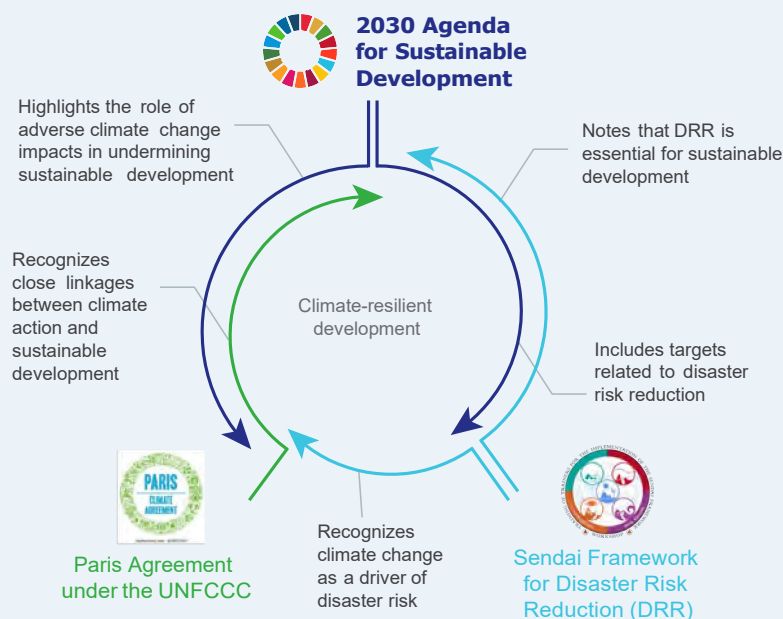 2030 Agenda
for Sustainable
Development
Highlights the role of
adverse climate change
impacts in undermining
sustainable development
Notes that DRR is
essential for sustainable
development
Recognizes
close linkages
between climate
action and
sustainable
development
Climate-resilient
development
Includes targets
related to disaster
risk reduction
PARIS
CLIMATE
AGREEMENT
Paris Agreement
under the UNFCCC
Recognizes
climate change
as a driver of
disaster risk
WORKSHOP
Sendai Framework
for Disaster Risk
Reduction (DRR)